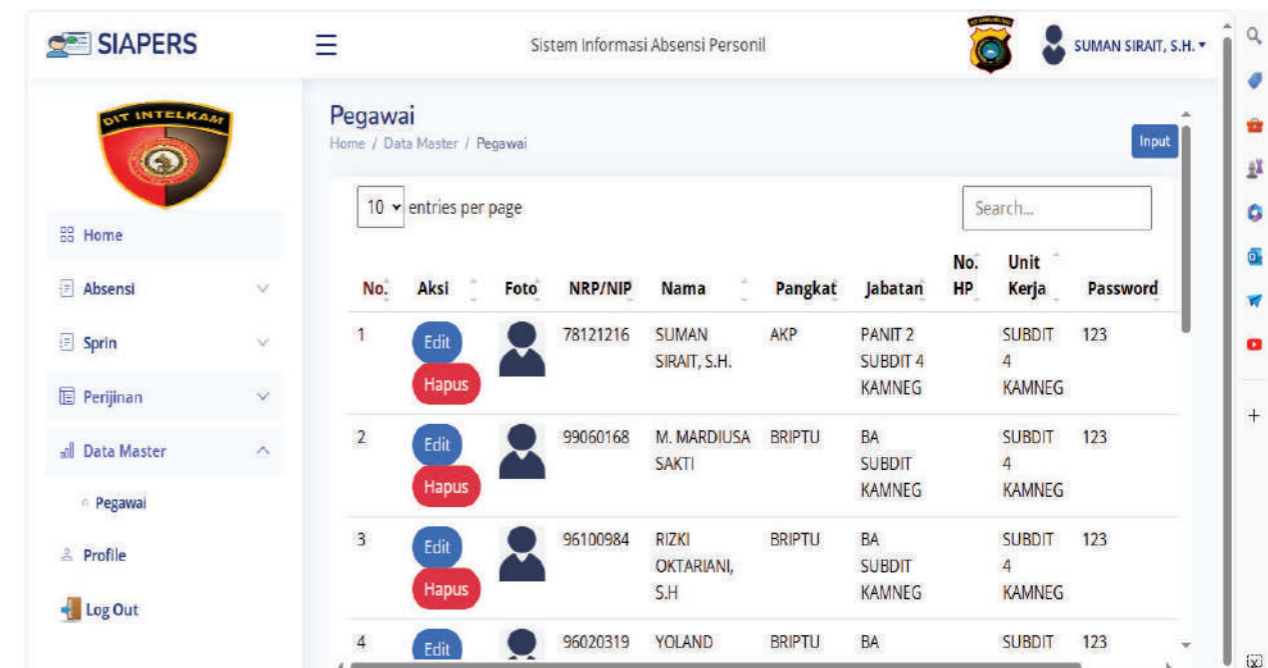 SIAPERS
Sistem Informasi Absensi Personil
SUMAN SIRAIT, S.H.
DIT INTELKAM
Home
Absensi
Sprin
Perijinan
Data Master
Pegawai
Profile
Log Out
Pegawai
Home / Data Master / Pegawai
Input
10 entries per page
Search...
No. Aksi Foto NRP/NIP Nama Pangkat Jabatan No. HP Unit Kerja Password
1 Edit Hapus 78121216 SUMAN SIRAIT, S.H. AKP PANIT 2 SUBDIT 4 KAMNEG SUBDIT 4 KAMNEG 123
2 Edit Hapus 99060168 M. MARDIUSA SAKTI BRIPTU BA SUBDIT KAMNEG SUBDIT 4 KAMNEG 123
3 Edit Hapus 96100984 RIZKI OKTARIANI, S.H BRIPTU BA SUBDIT KAMNEG SUBDIT 4 KAMNEG 123
4 Edit 96020319 YOLAND BRIPTU BA SUBDIT 123